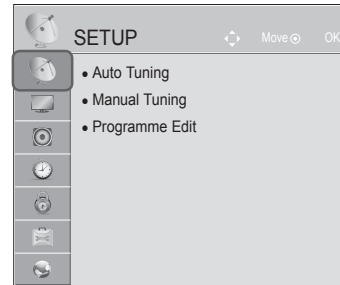 SETUP Move OK
• Auto Tuning
• Manual Tuning
• Programme Edit